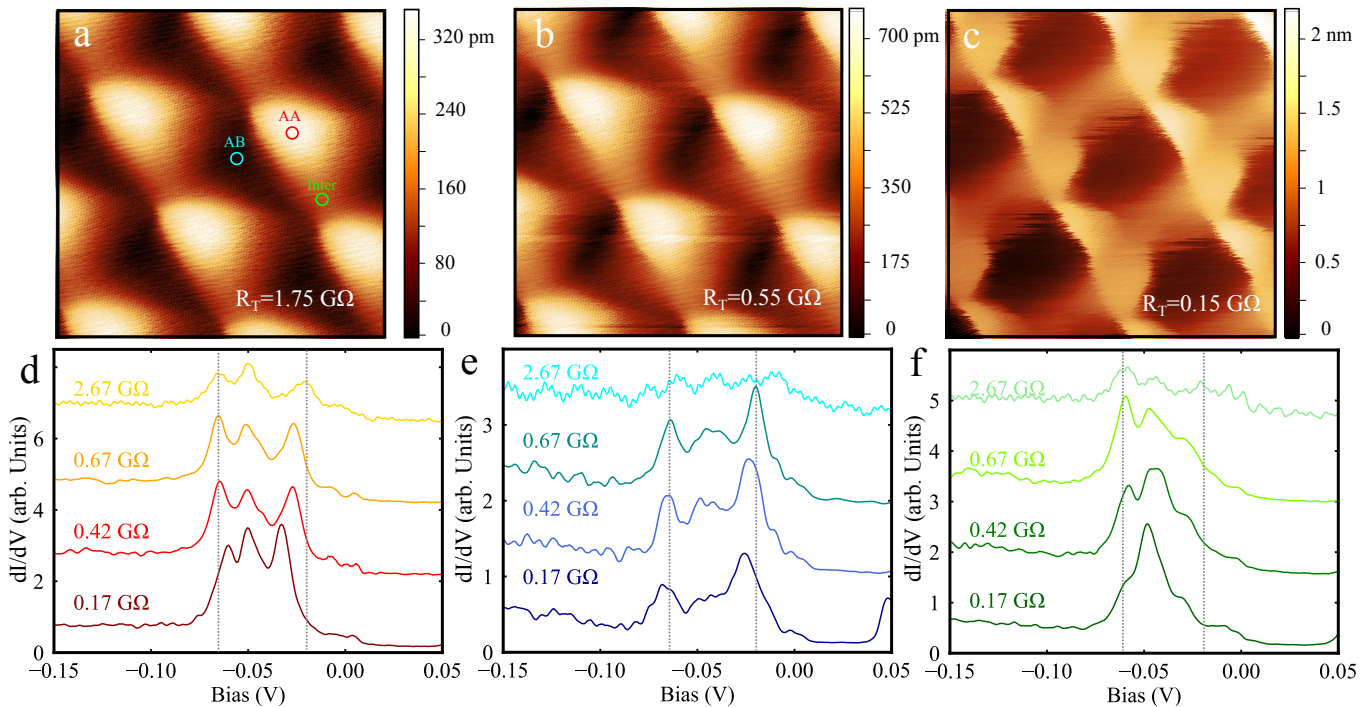 a
AA
AB
Inter
R_T=1.75 GΩ
320 pm
240
160
80
0
b
R_T=0.55 GΩ
700 pm
525
350
175
0
c
R_T=0.15 GΩ
2 nm
1.5
1
0.5
0
d
2.67 GΩ
0.67 GΩ
0.42 GΩ
0.17 GΩ
dI/dV (arb. Units)
6
4
2
0
−0.15
−0.10
−0.05
0.00
0.05
Bias (V)
e
2.67 GΩ
0.67 GΩ
0.42 GΩ
0.17 GΩ
dI/dV (arb. Units)
3
2
1
0
−0.15
−0.10
−0.05
0.00
0.05
Bias (V)
f
2.67 GΩ
0.67 GΩ
0.42 GΩ
0.17 GΩ
dI/dV (arb. Units)
5
4
3
2
1
0
−0.15
−0.10
−0.05
0.00
0.05
Bias (V)